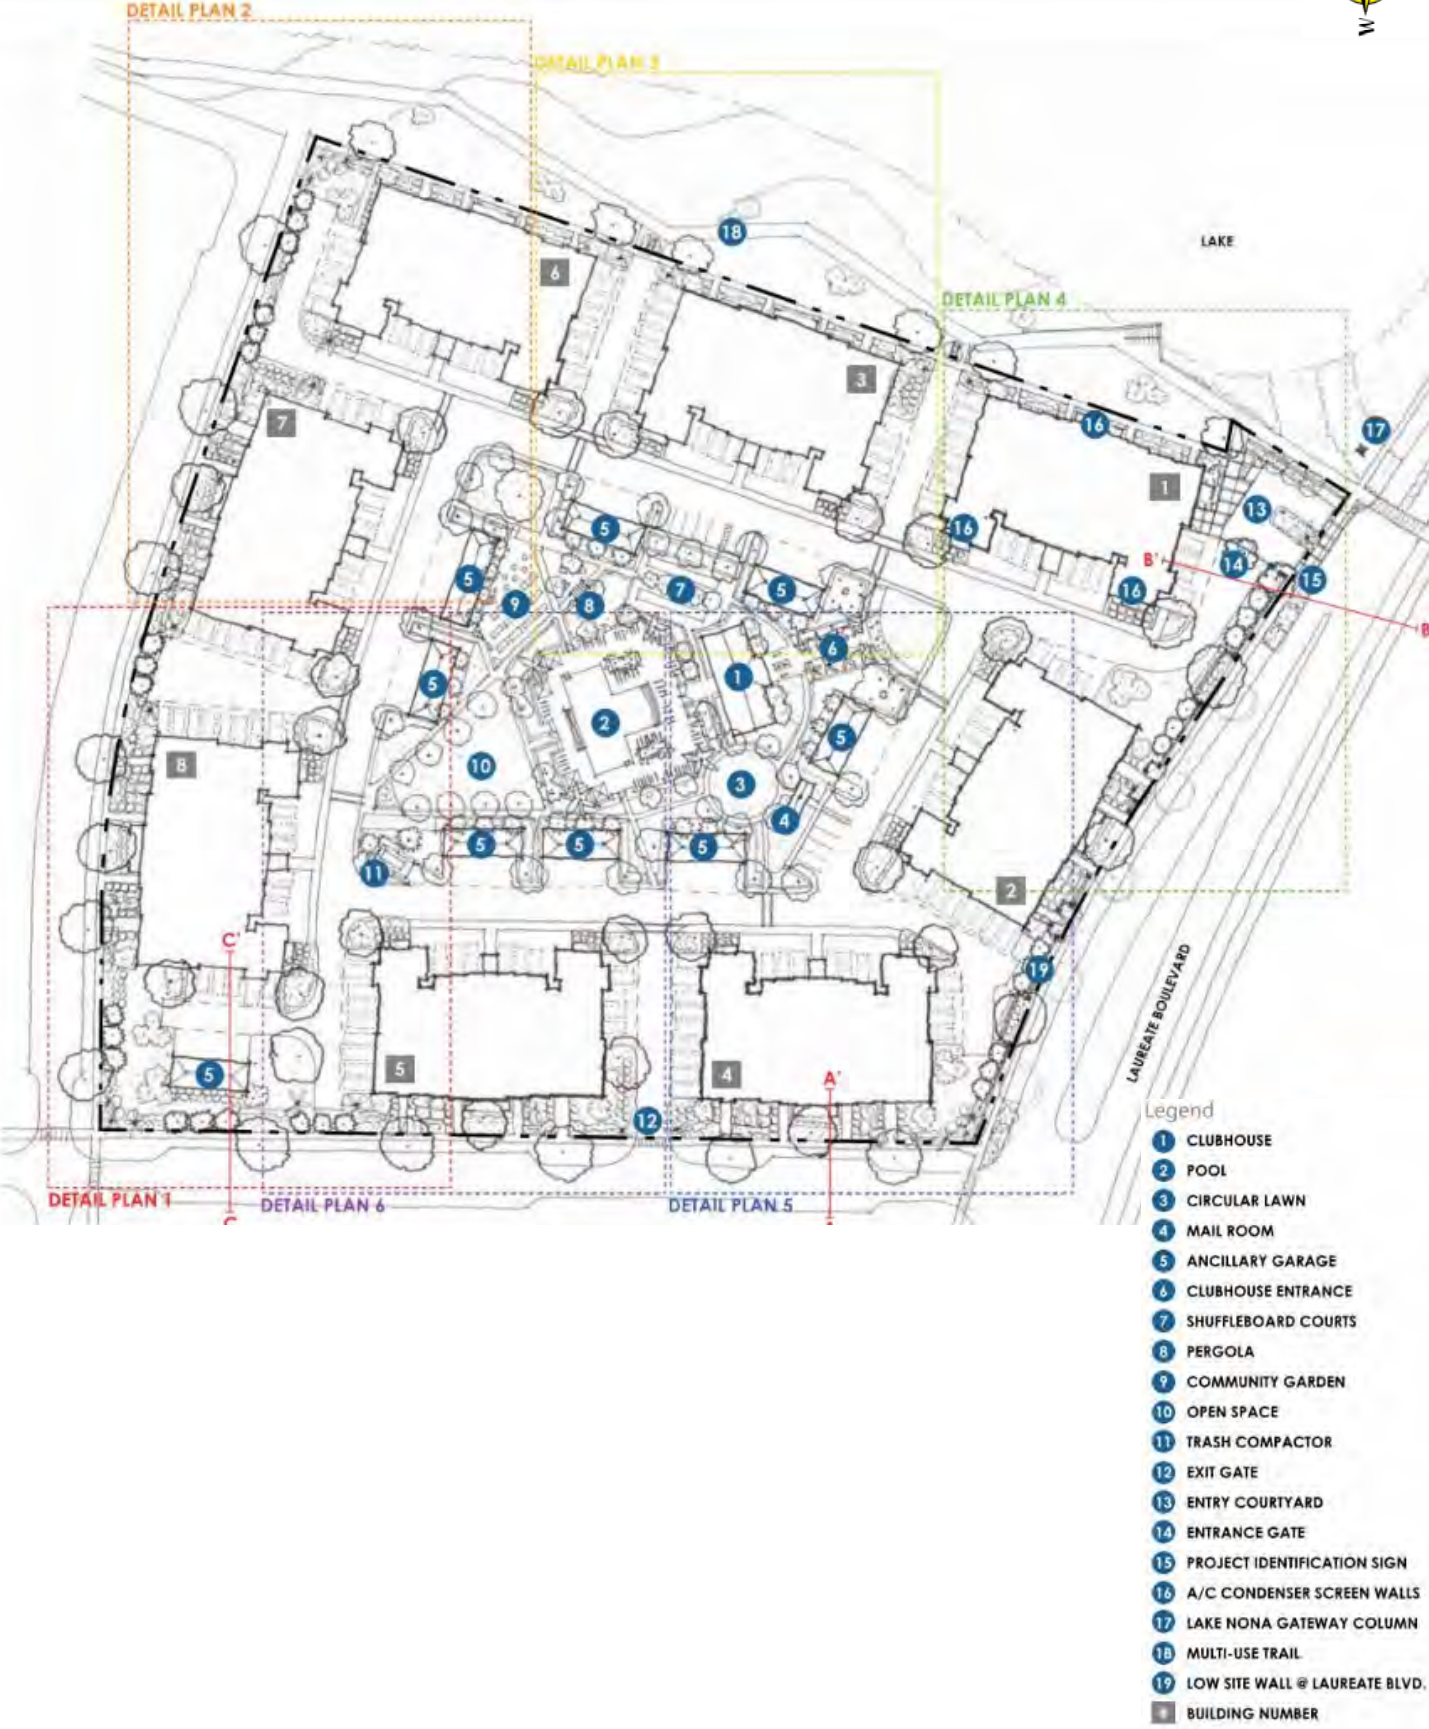 DETAIL PLAN 2
DETAIL PLAN 3
W
18
LAKE
6
DETAIL PLAN 4
3
7
16
17
1
5
16
13
B'
14
15
5
9
8
7
5
16
B
6
5
1
2
5
8
10
3
4
5
5
5
11
2
C'
19
LAUREATE BOULEVARD
5
5
4
A'
12
DETAIL PLAN 1
DETAIL PLAN 6
DETAIL PLAN 5
C
Legend
1 CLUBHOUSE
2 POOL
3 CIRCULAR LAWN
4 MAIL ROOM
5 ANCILLARY GARAGE
6 CLUBHOUSE ENTRANCE
7 SHUFFLEBOARD COURTS
8 PERGOLA
9 COMMUNITY GARDEN
10 OPEN SPACE
11 TRASH COMPACTOR
12 EXIT GATE
13 ENTRY COURTYARD
14 ENTRANCE GATE
15 PROJECT IDENTIFICATION SIGN
16 A/C CONDENSER SCREEN WALLS
17 LAKE NONA GATEWAY COLUMN
18 MULTI-USE TRAIL
19 LOW SITE WALL @ LAUREATE BLVD.
# BUILDING NUMBER